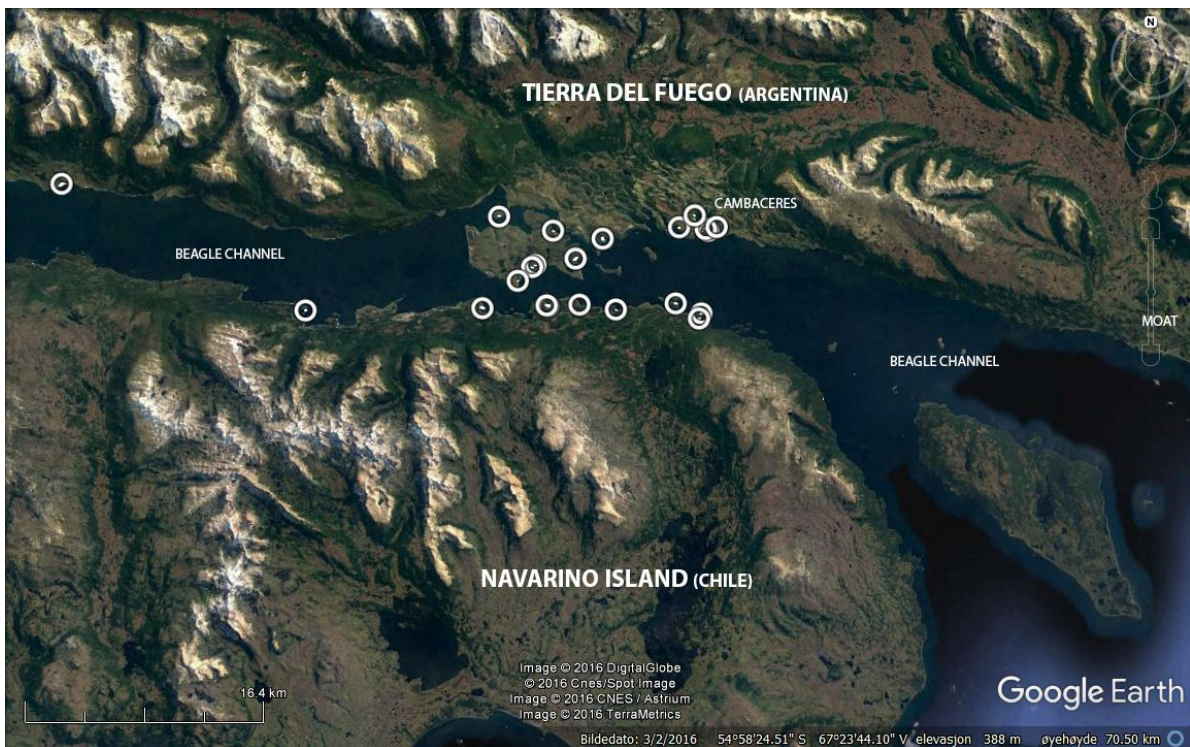 N
TIERRA DEL FUEGO (ARGENTINA)
CAMBACERES
BEAGLE CHANNEL
MOAT
BEAGLE CHANNEL
NAVARINO ISLAND (CHILE)
Image © 2016 DigitalGlobe
© 2016 Cnes/Spot Image
Image © 2016 CNES / Astrium
Image © 2016 TerraMetrics
16.4 km
Google Earth
Bildedato: 3/2/2016 54°58'24.51" S 67°23'44.10" V elevasjon 388 m øyehøyde 70.50 km